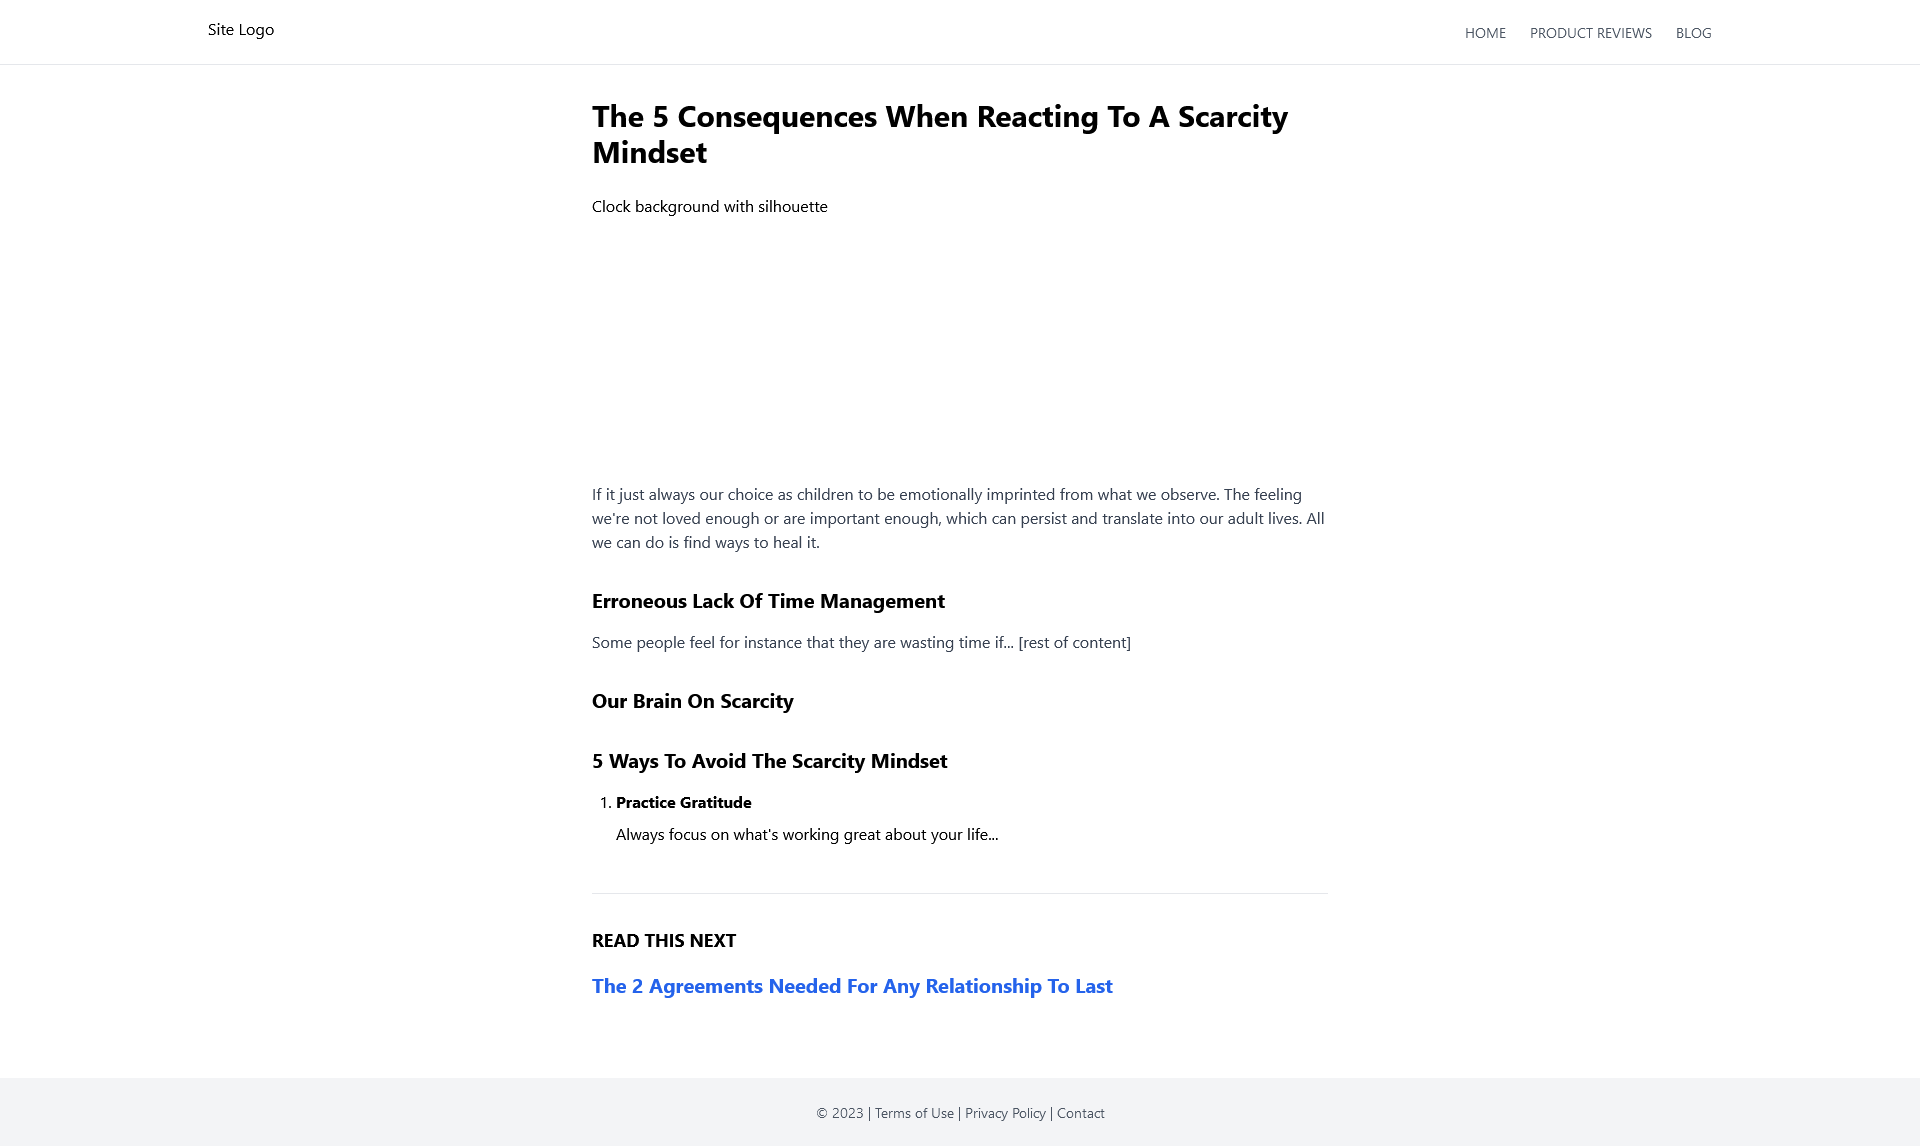 Site Logo
HOME
PRODUCT REVIEWS
BLOG
The 5 Consequences When Reacting To A Scarcity
Mindset
Clock background with silhouette
If it just always our choice as children to be emotionally imprinted from what we observe. The feeling
we're not loved enough or are important enough, which can persist and translate into our adult lives. All
we can do is find ways to heal it.
Erroneous Lack Of Time Management
Some people feel for instance that they are wasting time if... [rest of content]
Our Brain On Scarcity
5 Ways To Avoid The Scarcity Mindset
1. Practice Gratitude
Always focus on what's working great about your life...
READ THIS NEXT
The 2 Agreements Needed For Any Relationship To Last
© 2023 | Terms of Use | Privacy Policy | Contact